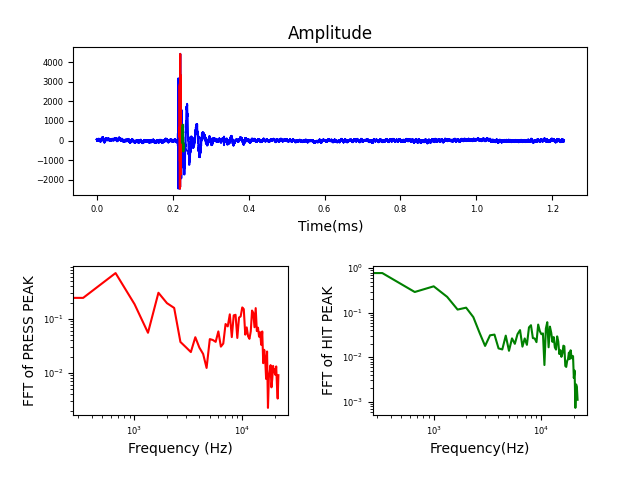 Amplitude
4000
3000
2000
1000
0
−1000
−2000
0.0 0.2 0.4 0.6 0.8 1.0 1.2
Time(ms)
FFT of PRESS PEAK
10⁻¹
10⁻²
10³ 10⁴
Frequency (Hz)
FFT of HIT PEAK
10⁰
10⁻¹
10⁻²
10⁻³
10³ 10⁴
Frequency(Hz)